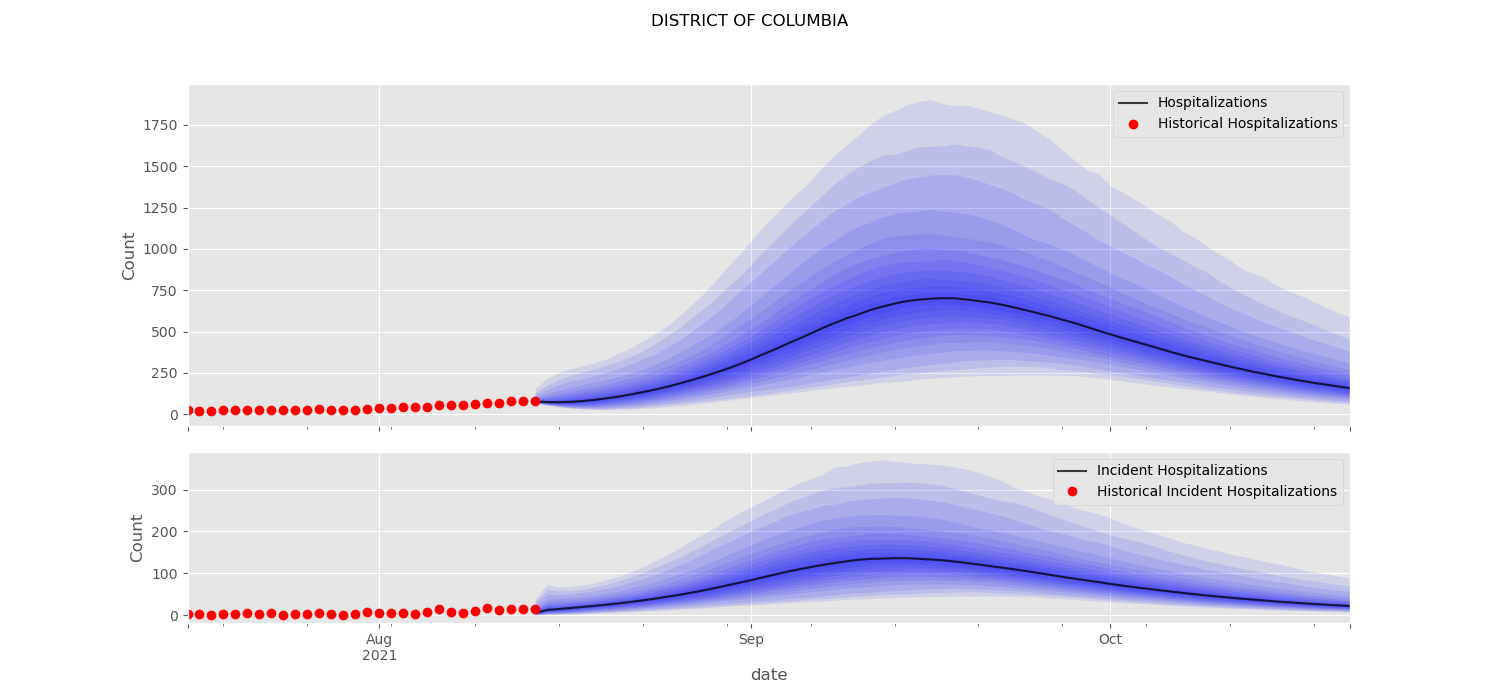 DISTRICT OF COLUMBIA
Hospitalizations
Historical Hospitalizations
1750
1500
1250
1000
750
500
250
0
Count
Incident Hospitalizations
Historical Incident Hospitalizations
300
200
100
0
Count
Aug
2021
Sep
Oct
date